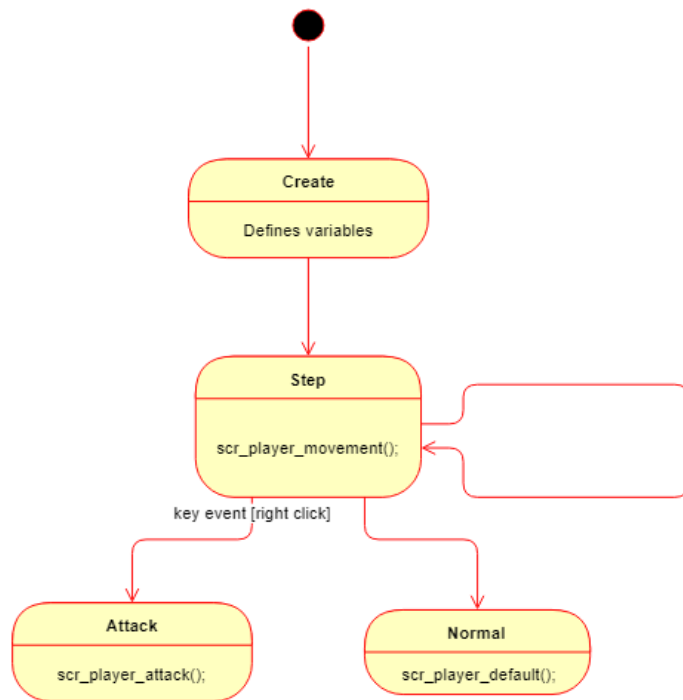 Create
Defines variables
Step
scr_player_movement();
key event [right click]
Attack
scr_player_attack();
Normal
scr_player_default();